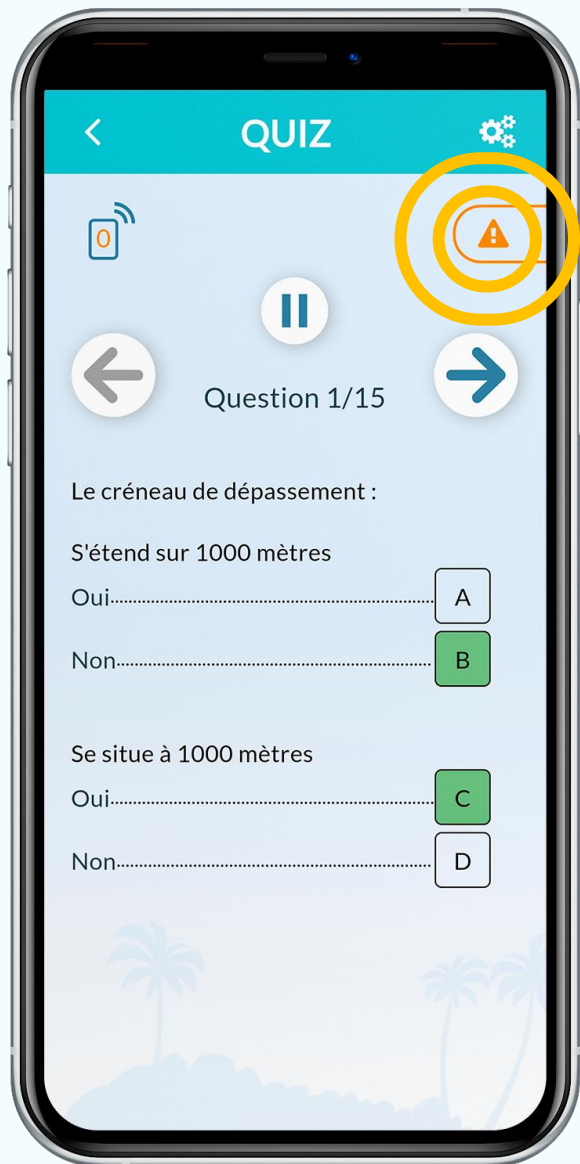 QUIZ
0
Question 1/15
Le créneau de dépassement :
S'étend sur 1000 mètres
Oui........................ A
Non........................ B
Se situe à 1000 mètres
Oui........................ C
Non........................ D